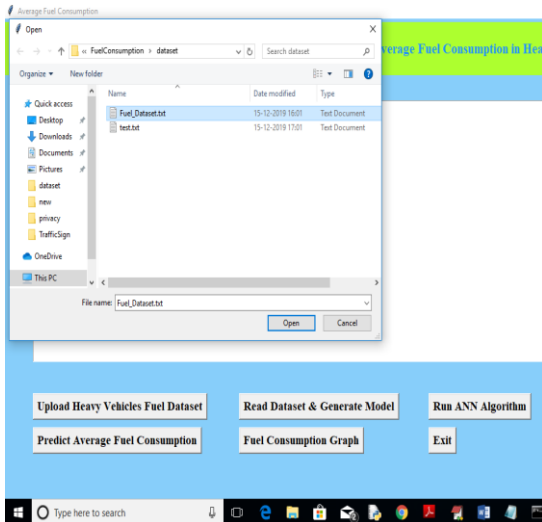 Average Fuel Consumption
Open
« FuelConsumption > dataset
Search dataset
verage Fuel Consumption in Hea
Organize
New folder
Name
Date modified
Type
Quick access
Desktop
Downloads
Documents
Pictures
dataset
new
privacy
TrafficSign
OneDrive
This PC
Fuel_Dataset.txt
15-12-2019 16:01
Text Document
test.txt
15-12-2019 17:01
Text Document
File name:
Fuel_Dataset.txt
Open
Cancel
Upload Heavy Vehicles Fuel Dataset
Read Dataset & Generate Model
Run ANN Algorithm
Predict Average Fuel Consumption
Fuel Consumption Graph
Exit
Type here to search